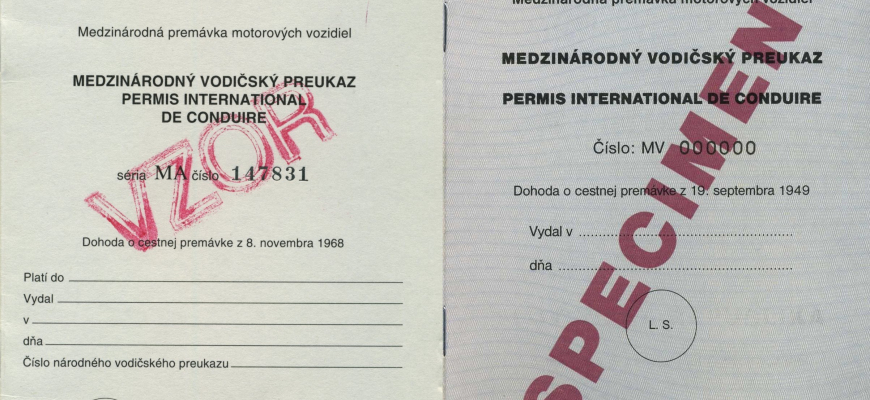 Medzinárodná premávka motorových vozidiel
MEDZINÁRODNÝ VODIČSKÝ PREUKAZ
PERMIS INTERNATIONAL
DE CONDUIRE
VZOR
séria MA číslo 147831
Dohoda o cestnej premávke z 8. novembra 1968
Platí do
Vydal
v
dňa
Číslo národného vodičského preukazu
Medzinárodná premávka motorových vozidiel
MEDZINÁRODNÝ VODIČSKÝ PREUKAZ
PERMIS INTERNATIONAL DE CONDUIRE
Číslo: MV 000000
Dohoda o cestnej premávke z 19. septembra 1949
Vydal v
dňa
L. S.
SPECIMEN